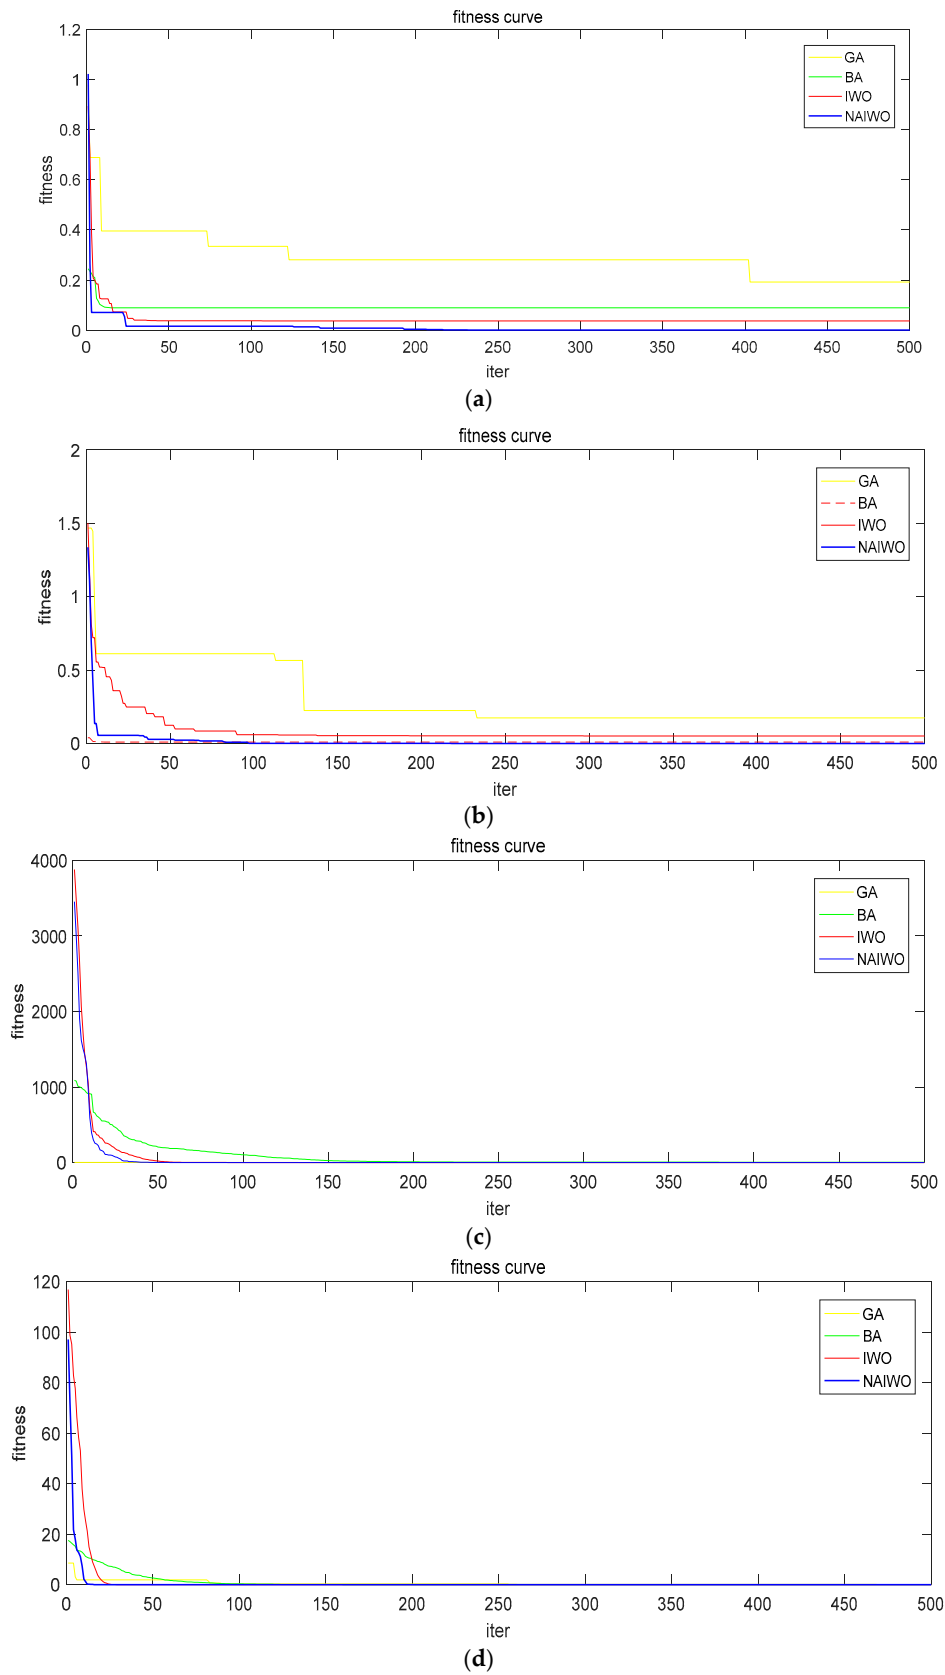 fitness curve
1.2
1
0.8
0.6
0.4
0.2
0
fitness
GA
BA
IWO
NAIWO
0 50 100 150 200 250 300 350 400 450 500
iter
(a)
fitness curve
2
1.5
1
0.5
0
fitness
GA
BA
IWO
NAIWO
0 50 100 150 200 250 300 350 400 450 500
iter
(b)
fitness curve
4000
3000
2000
1000
0
fitness
GA
BA
IWO
NAIWO
0 50 100 150 200 250 300 350 400 450 500
iter
(c)
fitness curve
120
100
80
60
40
20
0
fitness
GA
BA
IWO
NAIWO
0 50 100 150 200 250 300 350 400 450 500
iter
(d)